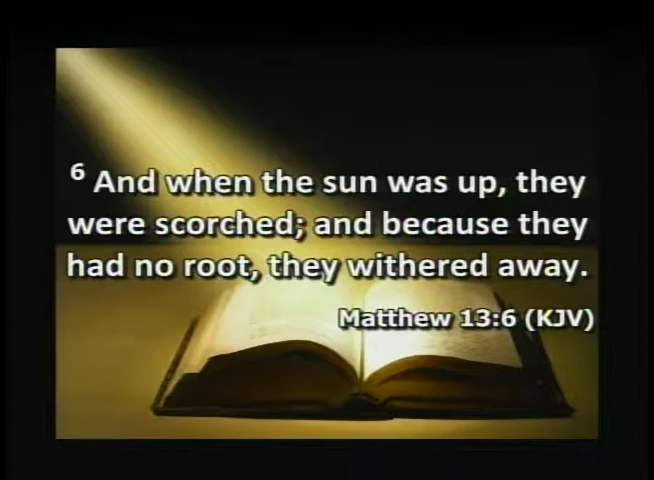 6 And when the sun was up, they
were scorched; and because they
had no root, they withered away.
Matthew 13:6 (KJV)